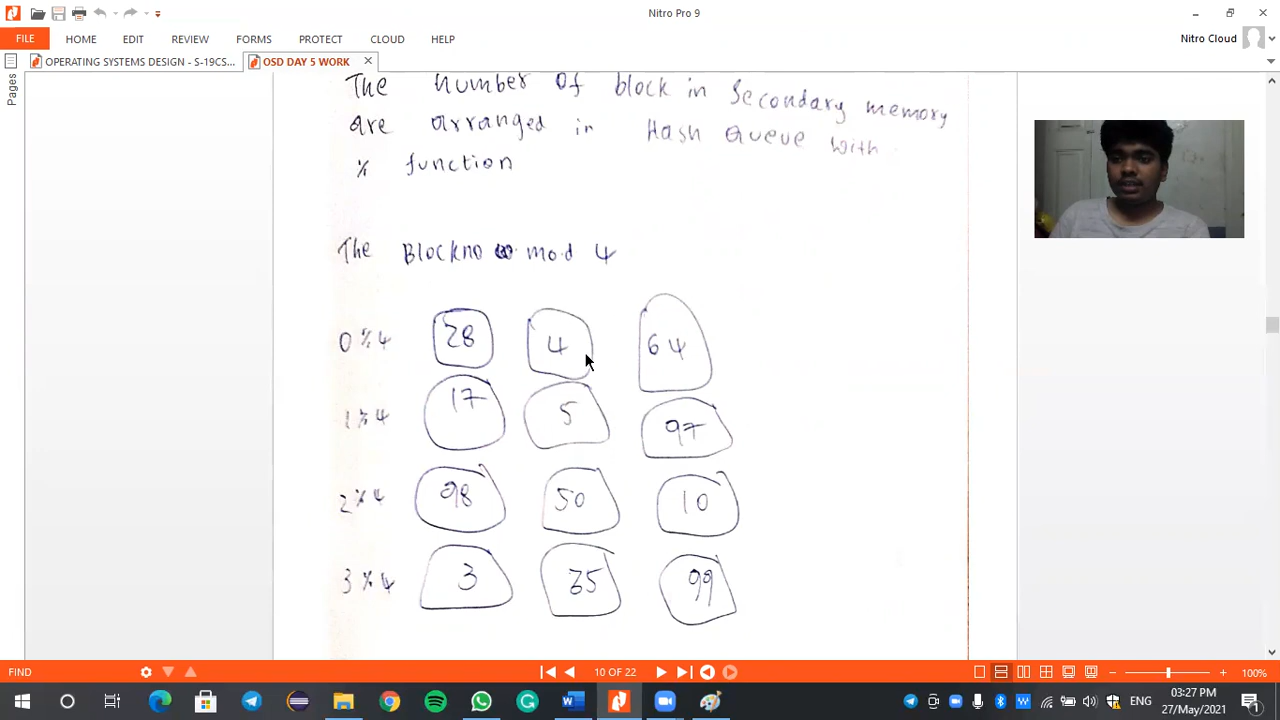 Nitro Pro 9
FILE HOME EDIT REVIEW FORMS PROTECT CLOUD HELP Nitro Cloud
OPERATING SYSTEMS DESIGN - S-19CS... OSD DAY 5 WORK
Pages
The number of block in Secondary memory
are arranged in Hash Queue with
% function
The Blockno mod 4
0%4 28 4 64
1%4 17 5 97
2%4 98 50 10
3%4 3 35 99
FIND 10 OF 22 100%
ENG 03:27 PM
27/May/2021